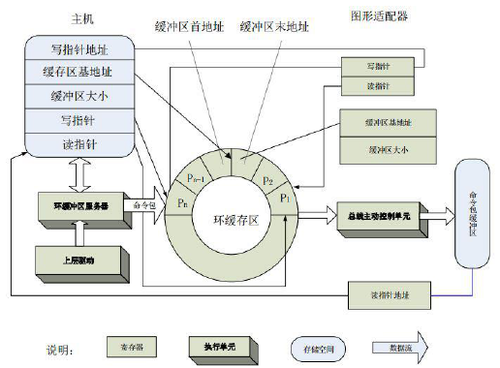 主机
图形适配器
缓冲区首地址
缓冲区末地址
写指针地址
缓存区基地址
缓冲区大小
写指针
读指针
写指针
读指针
缓冲区基地址
缓冲区大小
Pn-1
P2
Pn
P1
环缓存区
环缓冲区服务器
命令包
总线主动控制单元
命令包缓冲区
上层驱动
读指针地址
说明：
寄存器
执行单元
存储空间
数据流